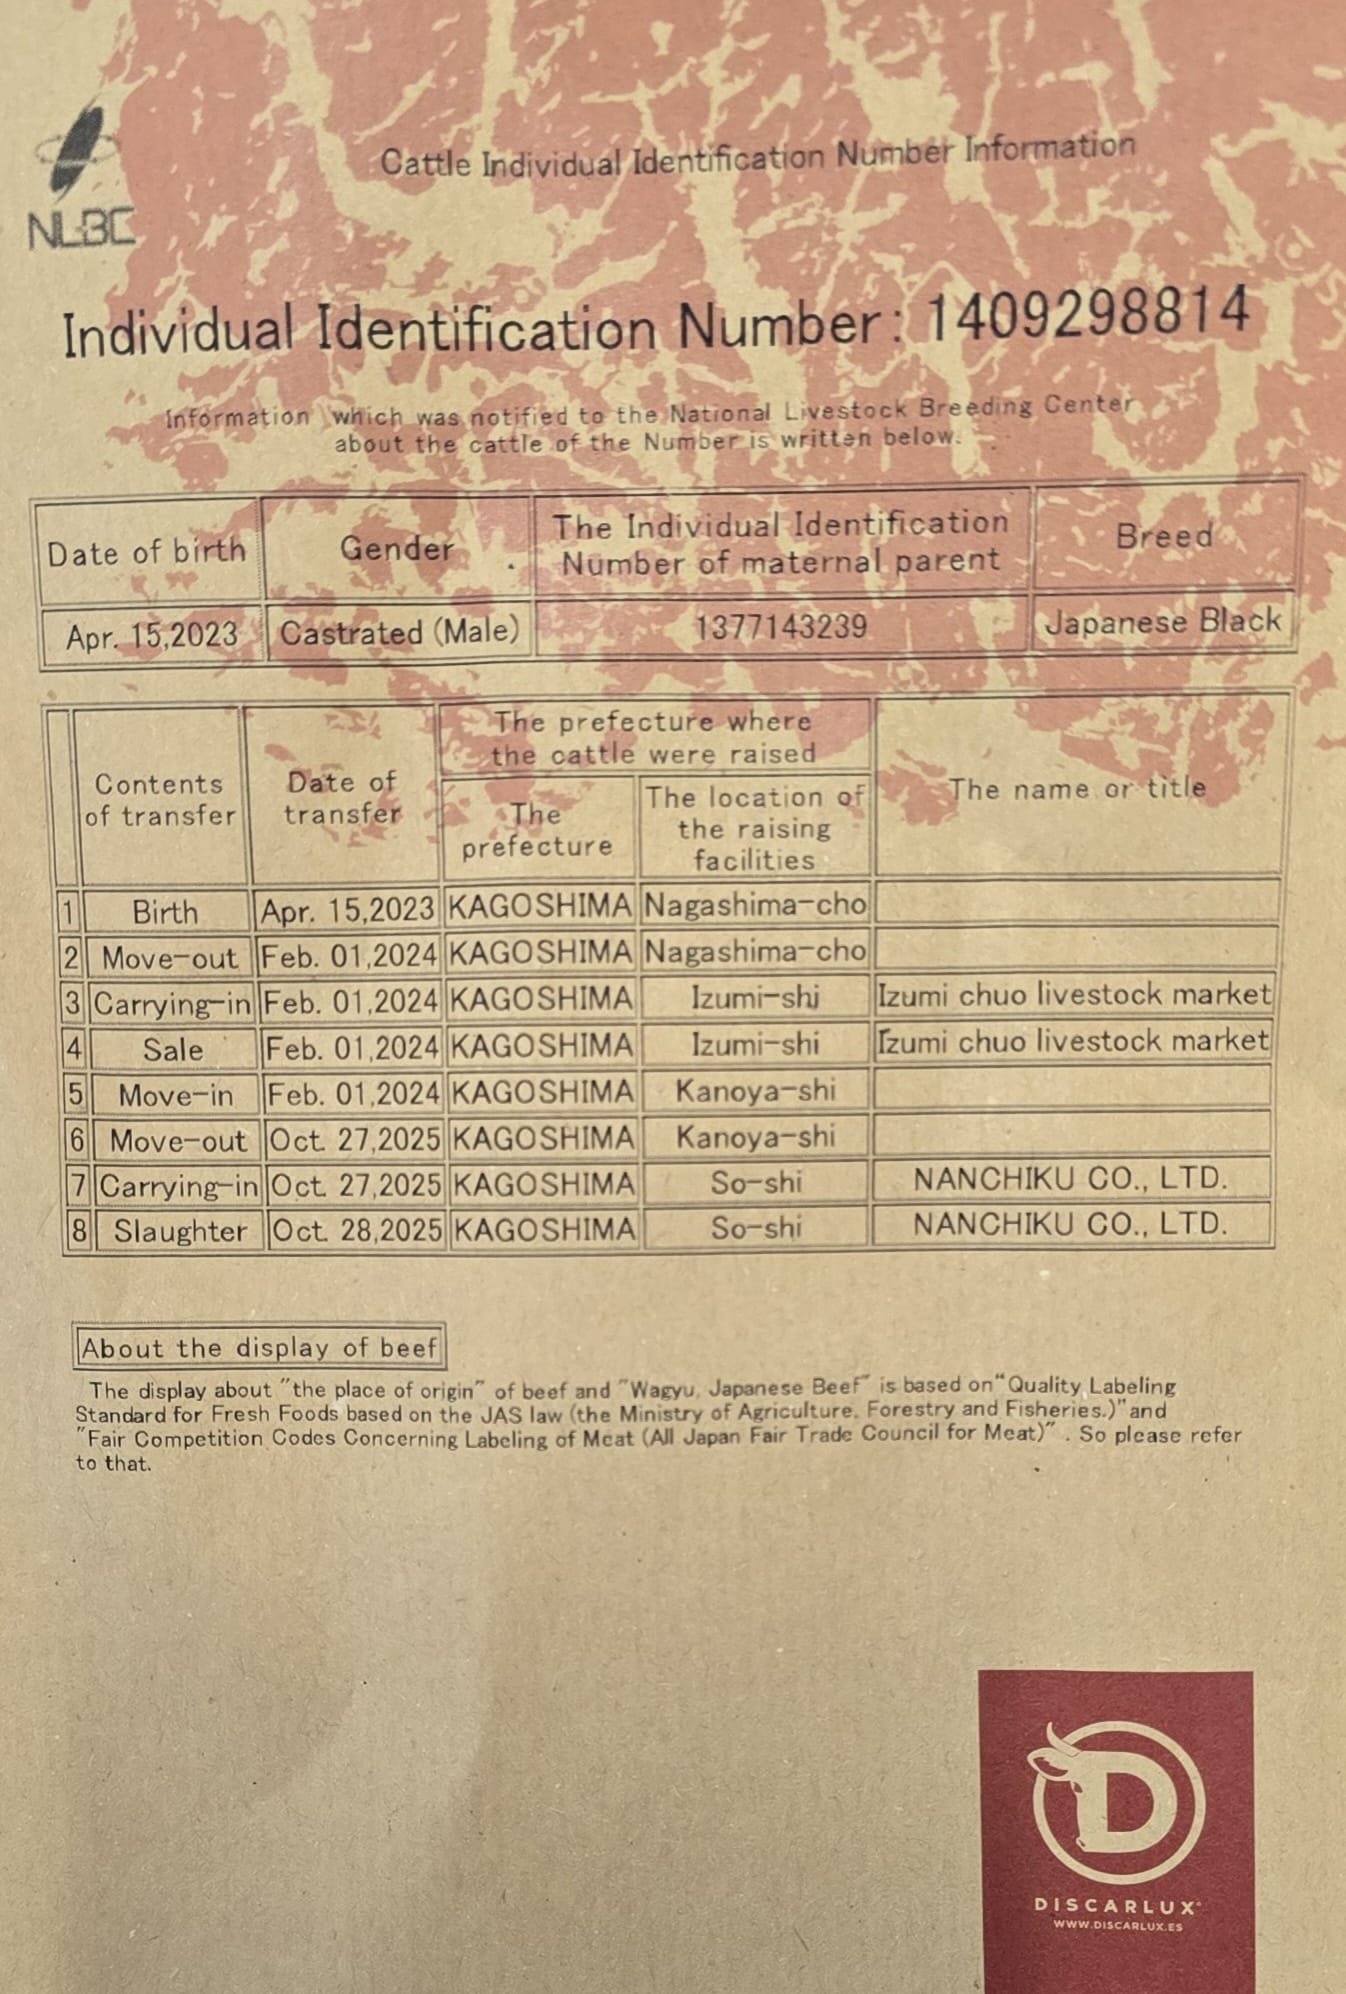 NLBC
Cattle Individual Identification Number Information
Individual Identification Number: 1409298814
Information which was notified to the National Livestock Breeding Center
about the cattle of the Number is written below.
Date of birth Gender The Individual Identification Number of maternal parent Breed
Apr. 15,2023 Castrated (Male) 1377143239 Japanese Black
Contents of transfer Date of transfer The prefecture where the cattle were raised The name or title
The prefecture The location of the raising facilities
1 Birth Apr. 15,2023 KAGOSHIMA Nagashima-cho
2 Move-out Feb. 01,2024 KAGOSHIMA Nagashima-cho
3 Carrying-in Feb. 01,2024 KAGOSHIMA Izumi-shi Izumi chuo livestock market
4 Sale Feb. 01,2024 KAGOSHIMA Izumi-shi Izumi chuo livestock market
5 Move-in Feb. 01,2024 KAGOSHIMA Kanoya-shi
6 Move-out Oct. 27,2025 KAGOSHIMA Kanoya-shi
7 Carrying-in Oct. 27,2025 KAGOSHIMA So-shi NANCHIKU CO., LTD.
8 Slaughter Oct. 28,2025 KAGOSHIMA So-shi NANCHIKU CO., LTD.
About the display of beef
The display about "the place of origin" of beef and "Wagyu, Japanese Beef" is based on "Quality Labeling
Standard for Fresh Foods based on the JAS law (the Ministry of Agriculture, Forestry and Fisheries.)" and
"Fair Competition Codes Concerning Labeling of Meat (All Japan Fair Trade Council for Meat)" . So please refer
to that.
D
DISCARLUX®
WWW.DISCARLUX.ES